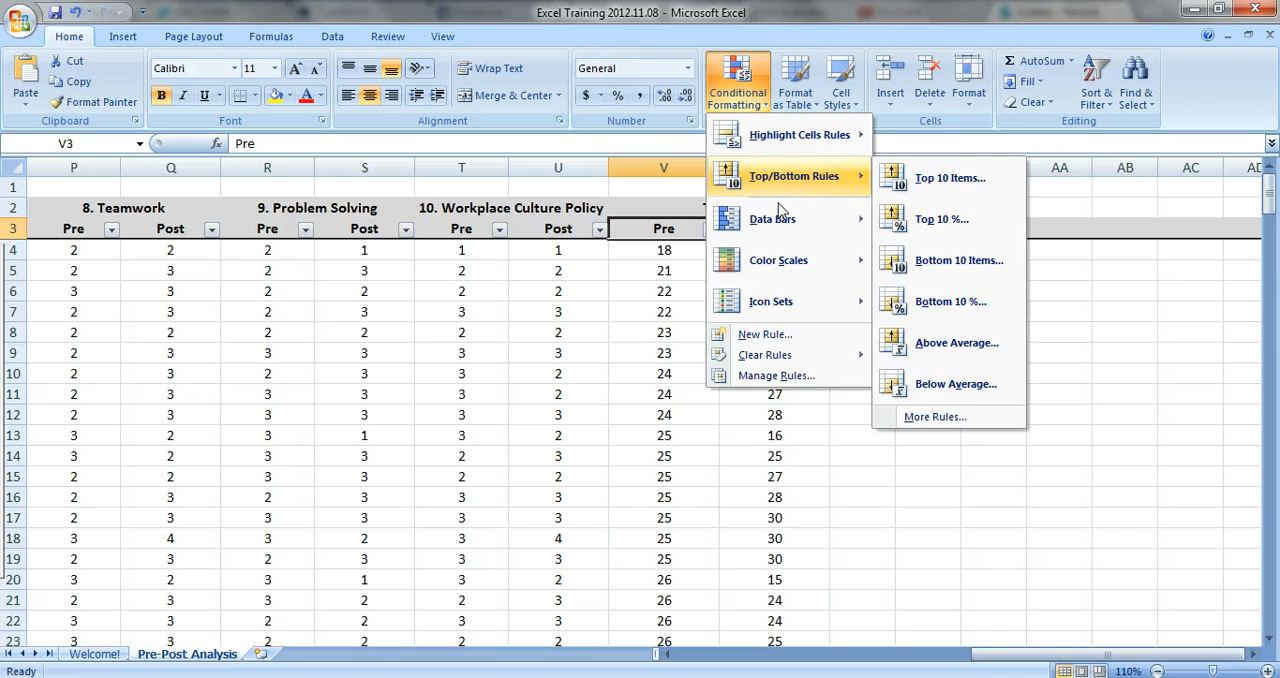 Excel Training 2012.11.08 - Microsoft Excel
Home Insert Page Layout Formulas Data Review View
Paste Cut Copy Format Painter Clipboard
Calibri 11 A A B I U A Font
Wrap Text Merge & Center Alignment
General $ % , Number
Conditional Formatting Format as Table Cell Styles
Insert Delete Format Cells
Σ AutoSum Fill Clear Sort & Filter Find & Select Editing
V3 fx Pre
P Q R S T U V AA AB AC AD
1
2 8. Teamwork 9. Problem Solving 10. Workplace Culture Policy T
3 Pre Post Pre Post Pre Post Pre
4 2 2 2 1 1 1 18
5 2 3 2 3 2 2 21
6 3 3 2 2 2 2 22
7 2 3 2 2 2 3 22
8 2 2 2 2 2 2 23
9 2 3 3 3 2 3 23
10 2 3 2 3 2 2 24
11 2 3 2 3 2 3 24 27
12 2 3 3 3 2 3 24 28
13 3 2 3 1 3 2 25 16
14 3 2 3 2 3 2 25 25
15 2 2 3 2 3 2 25 27
16 2 3 2 2 3 3 25 28
17 2 3 3 3 3 3 25 30
18 3 4 3 2 3 4 25 30
19 2 3 2 3 3 3 25 30
20 3 2 3 1 3 2 26 15
21 2 3 3 3 2 3 26 24
22 3 3 2 2 3 3 26 24
23 3 3 2 2 3 2 26 25
Highlight Cells Rules
Top/Bottom Rules
Data Bars
Color Scales
Icon Sets
New Rule...
Clear Rules
Manage Rules...
Top 10 Items...
Top 10 %...
Bottom 10 Items...
Bottom 10 %...
Above Average...
Below Average...
More Rules...
Welcome! Pre-Post Analysis
Ready 110%